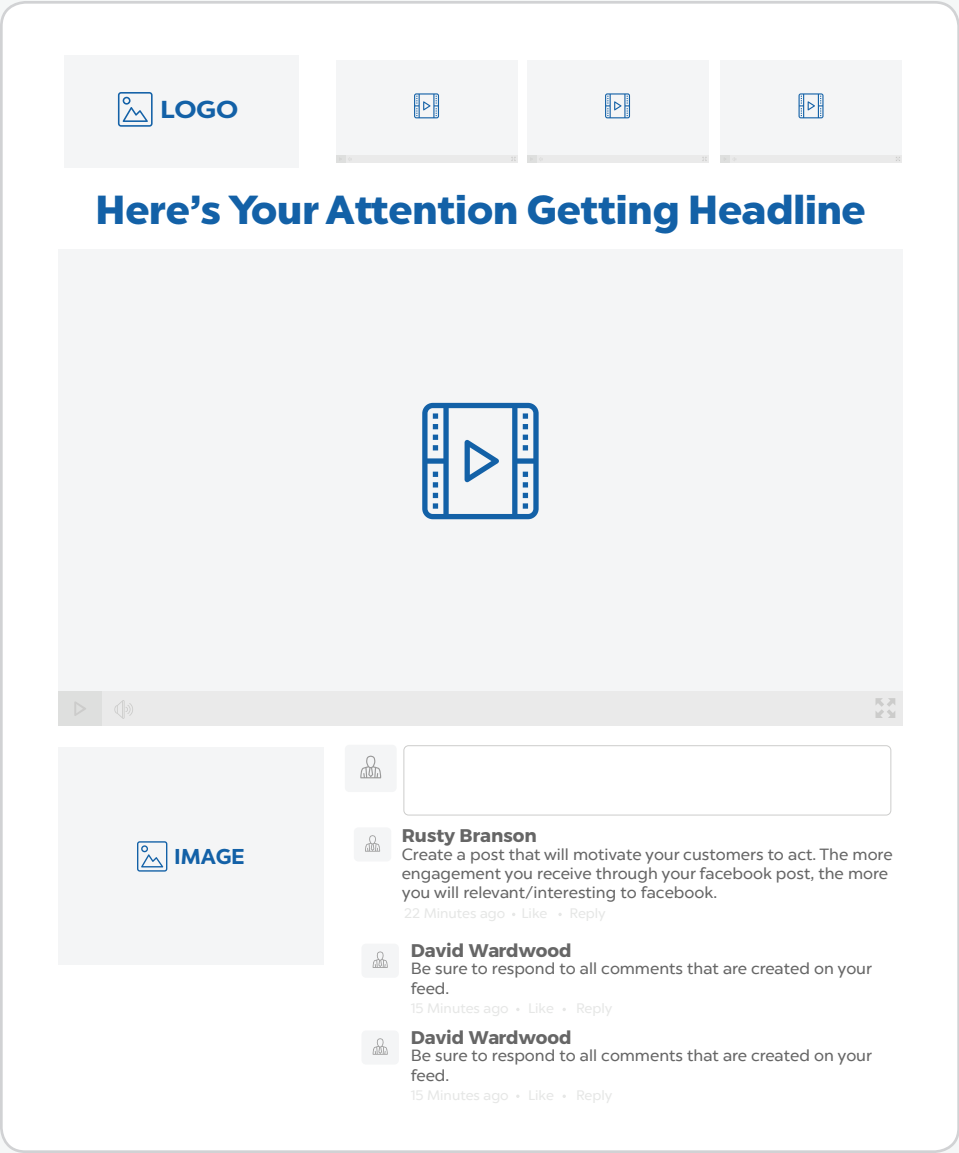 LOGO
Here’s Your Attention Getting Headline
IMAGE
Rusty Branson
Create a post that will motivate your customers to act. The more
engagement you receive through your facebook post, the more
you will relevant/interesting to facebook.
22 Minutes ago • Like • Reply
David Wardwood
Be sure to respond to all comments that are created on your
feed.
15 Minutes ago • Like • Reply
David Wardwood
Be sure to respond to all comments that are created on your
feed.
15 Minutes ago • Like • Reply